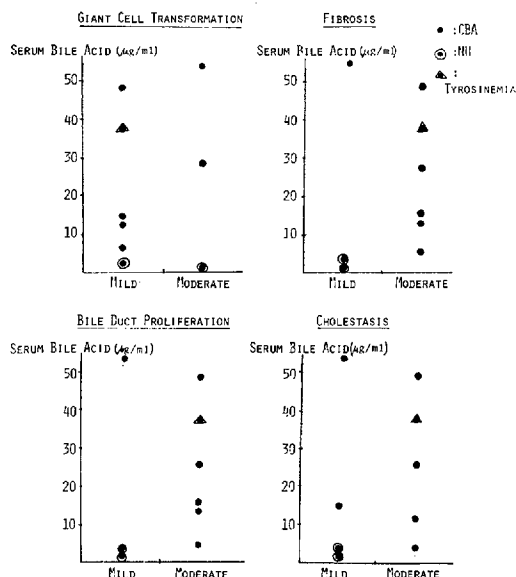 GIANT CELL TRANSFORMATION
SERUM BILE ACID (μg/ml)
50
40
30
20
10
MILD
MODERATE
FIBROSIS
SERUM BILE ACID (μg/ml)
50
40
30
20
10
MILD
MODERATE
: CBA
: NH
:
TYROSINEMIA
BILE DUCT PROLIFERATION
SERUM BILE ACID (μg/ml)
50
40
30
20
10
MILD
MODERATE
CHOLESTASIS
SERUM BILE ACID (μg/ml)
50
40
30
20
10
MILD
MODERATE